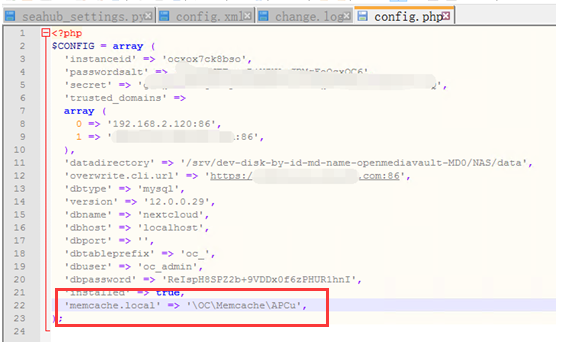 seahub_settings.py config.xml change.log config.php
1 <?php
2 $CONFIG = array (
3 'instanceid' => 'ocxox7ck8bso',
4 'passwordsalt' =>
5 'secret' =>
6 'trusted_domains' =>
7 array (
8 0 => '192.168.2.120:86',
9 1 => ' :86',
10 ),
11 'datadirectory' => '/srv/dev-disk-by-id-md-name-openmediavault-MD0/NAS/data',
12 'overwrite.cli.url' => 'https: .com:86',
13 'dbtype' => 'mysql',
14 'version' => '12.0.0.29',
15 'dbname' => 'nextcloud',
16 'dbhost' => 'localhost',
17 'dbport' => '',
18 'dbtableprefix' => 'oc_',
19 'dbuser' => 'oc_admin',
20 'dbpassword' => 'ReIspH8SPZ2b+9VDDx0f6zPHUR1hnI',
21 'installed' => true,
22 'memcache.local' => '\OC\Memcache\APCu',
23 );
24